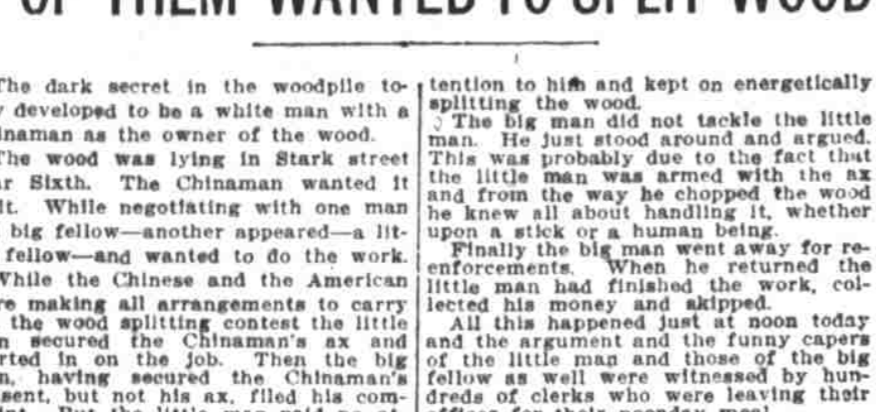 OF THEM WANTED TO SPLIT WOOD
The dark secret in the woodpile to-
developed to be a white man with a
inaman as the owner of the wood.
The wood was lying in Stark street
Sixth. The Chinaman wanted it
While negotiating with one man
big fellow—another appeared—a lit-
fellow—and wanted to do the work.
While the Chinese and the American
re making all arrangements to carry
the wood splitting contest the little
n secured the Chinaman's ax and
rted in on the job. Then the big
n, having secured the Chinaman's
sent, but not his ax, filed his com-
But the little man paid no at-
tention to him and kept on energetically
splitting the wood.
The big man did not tackle the little
man. He just stood around and argued.
This was probably due to the fact that
the little man was armed with the ax
and from the way he chopped the wood
he knew all about handling it, whether
upon a stick or a human being.
Finally the big man went away for re-
enforcements. When he returned the
little man had finished the work, col-
lected his money and skipped.
All this happened just at noon today
and the argument and the funny capers
of the little man and those of the big
fellow as well were witnessed by hun-
dreds of clerks who were leaving their
offices for their noonday meal.